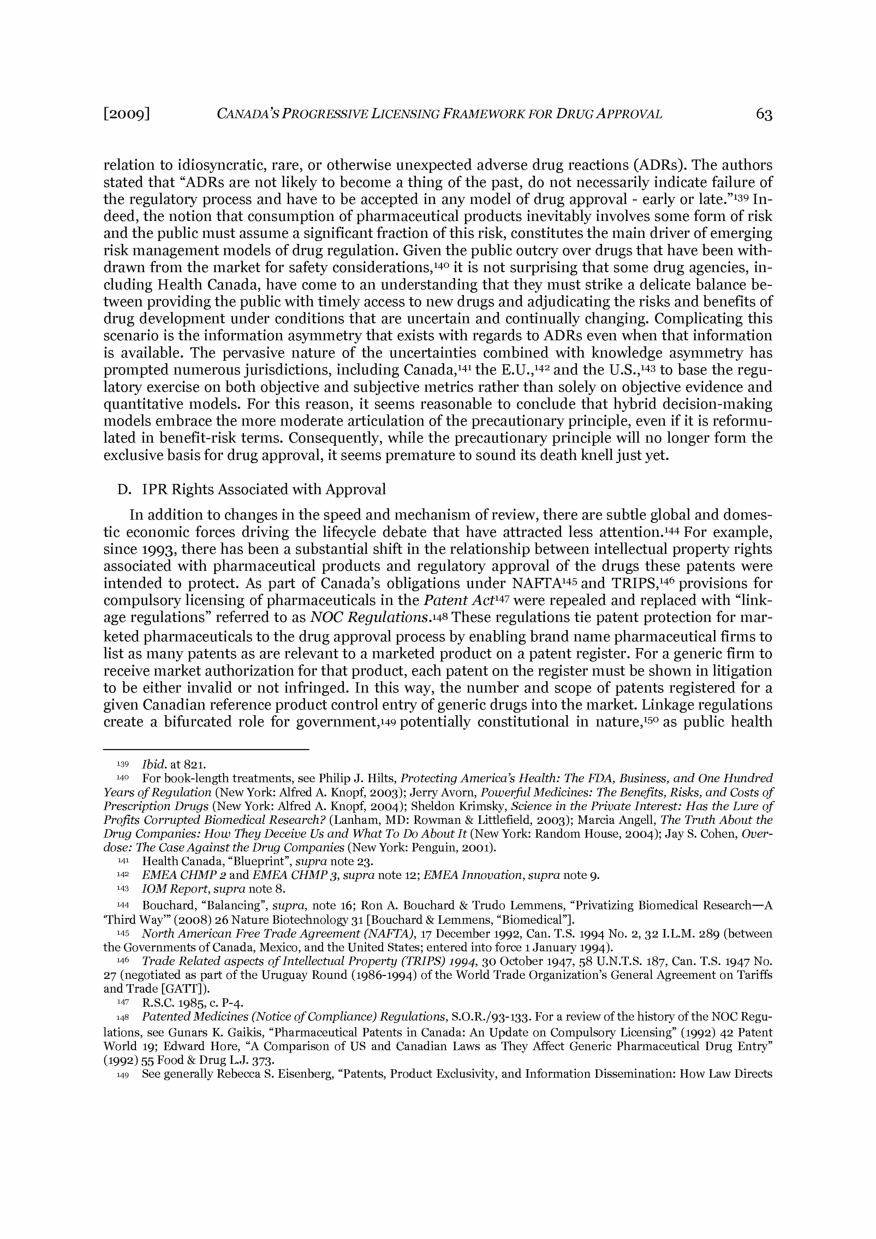 [2009] CANADA'S PROGRESSIVE LICENSING FRAMEWORK FOR DRUG APPROVAL 63
relation to idiosyncratic, rare, or otherwise unexpected adverse drug reactions (ADRs). The authors
stated that “ADRs are not likely to become a thing of the past, do not necessarily indicate failure of
the regulatory process and have to be accepted in any model of drug approval - early or late.”139 In-
deed, the notion that consumption of pharmaceutical products inevitably involves some form of risk
and the public must assume a significant fraction of this risk, constitutes the main driver of emerging
risk management models of drug regulation. Given the public outcry over drugs that have been with-
drawn from the market for safety considerations,140 it is not surprising that some drug agencies, in-
cluding Health Canada, have come to an understanding that they must strike a delicate balance be-
tween providing the public with timely access to new drugs and adjudicating the risks and benefits of
drug development under conditions that are uncertain and continually changing. Complicating this
scenario is the information asymmetry that exists with regards to ADRs even when that information
is available. The pervasive nature of the uncertainties combined with knowledge asymmetry has
prompted numerous jurisdictions, including Canada,141 the E.U.,142 and the U.S.,143 to base the regu-
latory exercise on both objective and subjective metrics rather than solely on objective evidence and
quantitative models. For this reason, it seems reasonable to conclude that hybrid decision-making
models embrace the more moderate articulation of the precautionary principle, even if it is reformu-
lated in benefit-risk terms. Consequently, while the precautionary principle will no longer form the
exclusive basis for drug approval, it seems premature to sound its death knell just yet.
D. IPR Rights Associated with Approval
In addition to changes in the speed and mechanism of review, there are subtle global and domes-
tic economic forces driving the lifecycle debate that have attracted less attention.144 For example,
since 1993, there has been a substantial shift in the relationship between intellectual property rights
associated with pharmaceutical products and regulatory approval of the drugs these patents were
intended to protect. As part of Canada's obligations under NAFTA145 and TRIPS,146 provisions for
compulsory licensing of pharmaceuticals in the Patent Act147 were repealed and replaced with “link-
age regulations” referred to as NOC Regulations.148 These regulations tie patent protection for mar-
keted pharmaceuticals to the drug approval process by enabling brand name pharmaceutical firms to
list as many patents as are relevant to a marketed product on a patent register. For a generic firm to
receive market authorization for that product, each patent on the register must be shown in litigation
to be either invalid or not infringed. In this way, the number and scope of patents registered for a
given Canadian reference product control entry of generic drugs into the market. Linkage regulations
create a bifurcated role for government,149 potentially constitutional in nature,150 as public health
139 Ibid. at 821.
140 For book-length treatments, see Philip J. Hilts, Protecting America's Health: The FDA, Business, and One Hundred
Years of Regulation (New York: Alfred A. Knopf, 2003); Jerry Avorn, Powerful Medicines: The Benefits, Risks, and Costs of
Prescription Drugs (New York: Alfred A. Knopf, 2004); Sheldon Krimsky, Science in the Private Interest: Has the Lure of
Profits Corrupted Biomedical Research? (Lanham, MD: Rowman & Littlefield, 2003); Marcia Angell, The Truth About the
Drug Companies: How They Deceive Us and What To Do About It (New York: Random House, 2004); Jay S. Cohen, Over-
dose: The Case Against the Drug Companies (New York: Penguin, 2001).
141 Health Canada, “Blueprint”, supra note 23.
142 EMEA CHMP 2 and EMEA CHMP 3, supra note 12; EMEA Innovation, supra note 9.
143 IOM Report, supra note 8.
144 Bouchard, “Balancing”, supra, note 16; Ron A. Bouchard & Trudo Lemmens, “Privatizing Biomedical Research—A
‘Third Way’” (2008) 26 Nature Biotechnology 31 [Bouchard & Lemmens, “Biomedical”].
145 North American Free Trade Agreement (NAFTA), 17 December 1992, Can. T.S. 1994 No. 2, 32 I.L.M. 289 (between
the Governments of Canada, Mexico, and the United States; entered into force 1 January 1994).
146 Trade Related aspects of Intellectual Property (TRIPS) 1994, 30 October 1947, 58 U.N.T.S. 187, Can. T.S. 1947 No.
27 (negotiated as part of the Uruguay Round (1986-1994) of the World Trade Organization's General Agreement on Tariffs
and Trade [GATT]).
147 R.S.C. 1985, c. P-4.
148 Patented Medicines (Notice of Compliance) Regulations, S.O.R./93-133. For a review of the history of the NOC Regu-
lations, see Gunars K. Gaikis, “Pharmaceutical Patents in Canada: An Update on Compulsory Licensing” (1992) 42 Patent
World 19; Edward Hore, “A Comparison of US and Canadian Laws as They Affect Generic Pharmaceutical Drug Entry”
(1992) 55 Food & Drug L.J. 373.
149 See generally Rebecca S. Eisenberg, “Patents, Product Exclusivity, and Information Dissemination: How Law Directs